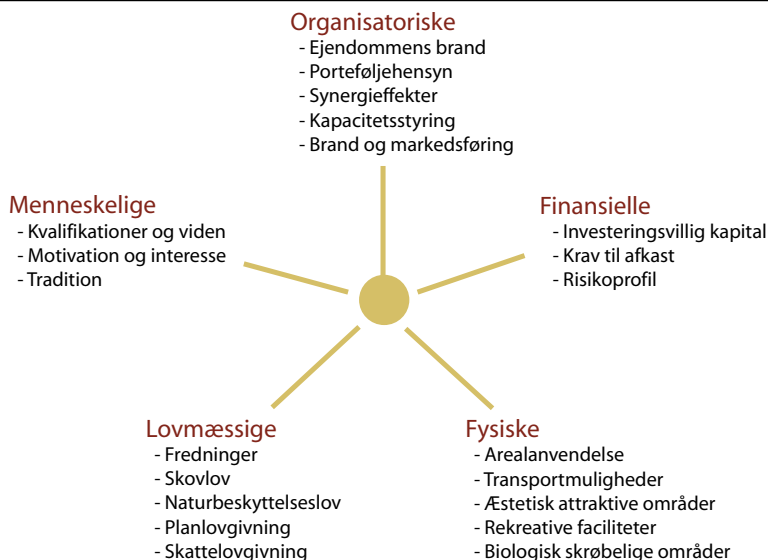 Organisatoriske
- Ejendommens brand
- Porteføljehensyn
- Synergieffekter
- Kapacitetsstyring
- Brand og markedsføring
Menneskelige
- Kvalifikationer og viden
- Motivation og interesse
- Tradition
Finansielle
- Investeringsvillig kapital
- Krav til afkast
- Risikoprofil
Lovmæssige
- Fredninger
- Skovlov
- Naturbeskyttelseslov
- Planlovgivning
- Skattelovgivning
Fysiske
- Arealanvendelse
- Transportmuligheder
- Æstetisk attraktive områder
- Rekreative faciliteter
- Biologisk skrøbelige områder